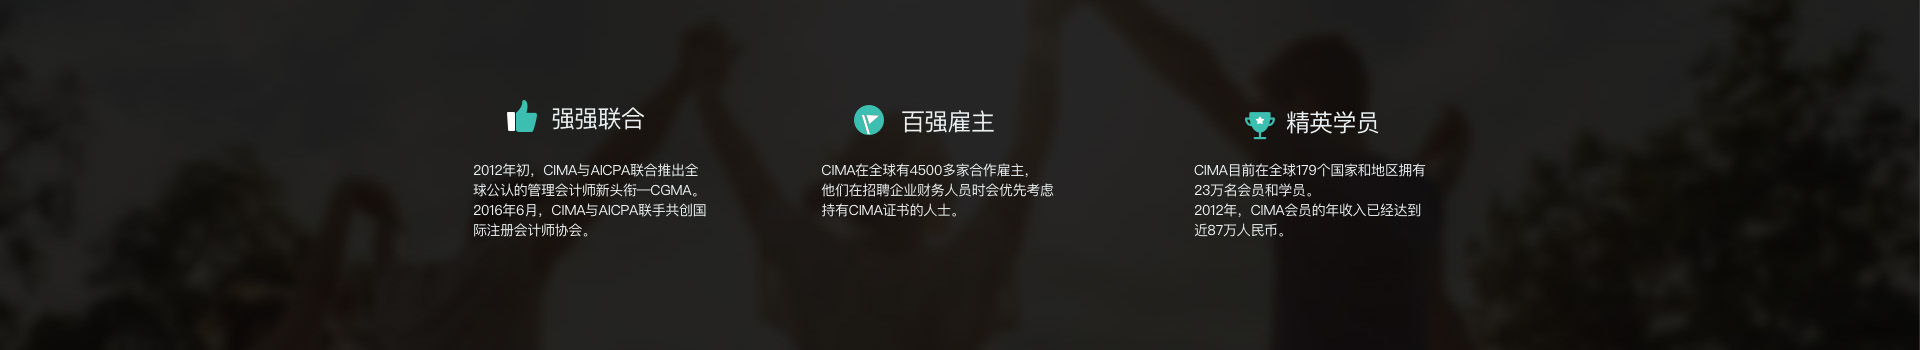 强强联合
2012年初，CIMA与AICPA联合推出全
球公认的管理会计师新头衔—CGMA。
2016年6月，CIMA与AICPA联手共创国
际注册会计师协会。
百强雇主
CIMA在全球有4500多家合作雇主，
他们在招聘企业财务人员时会优先考虑
持有CIMA证书的人士。
精英学员
CIMA目前在全球179个国家和地区拥有
23万名会员和学员。
2012年，CIMA会员的年收入已经达到
近87万人民币。